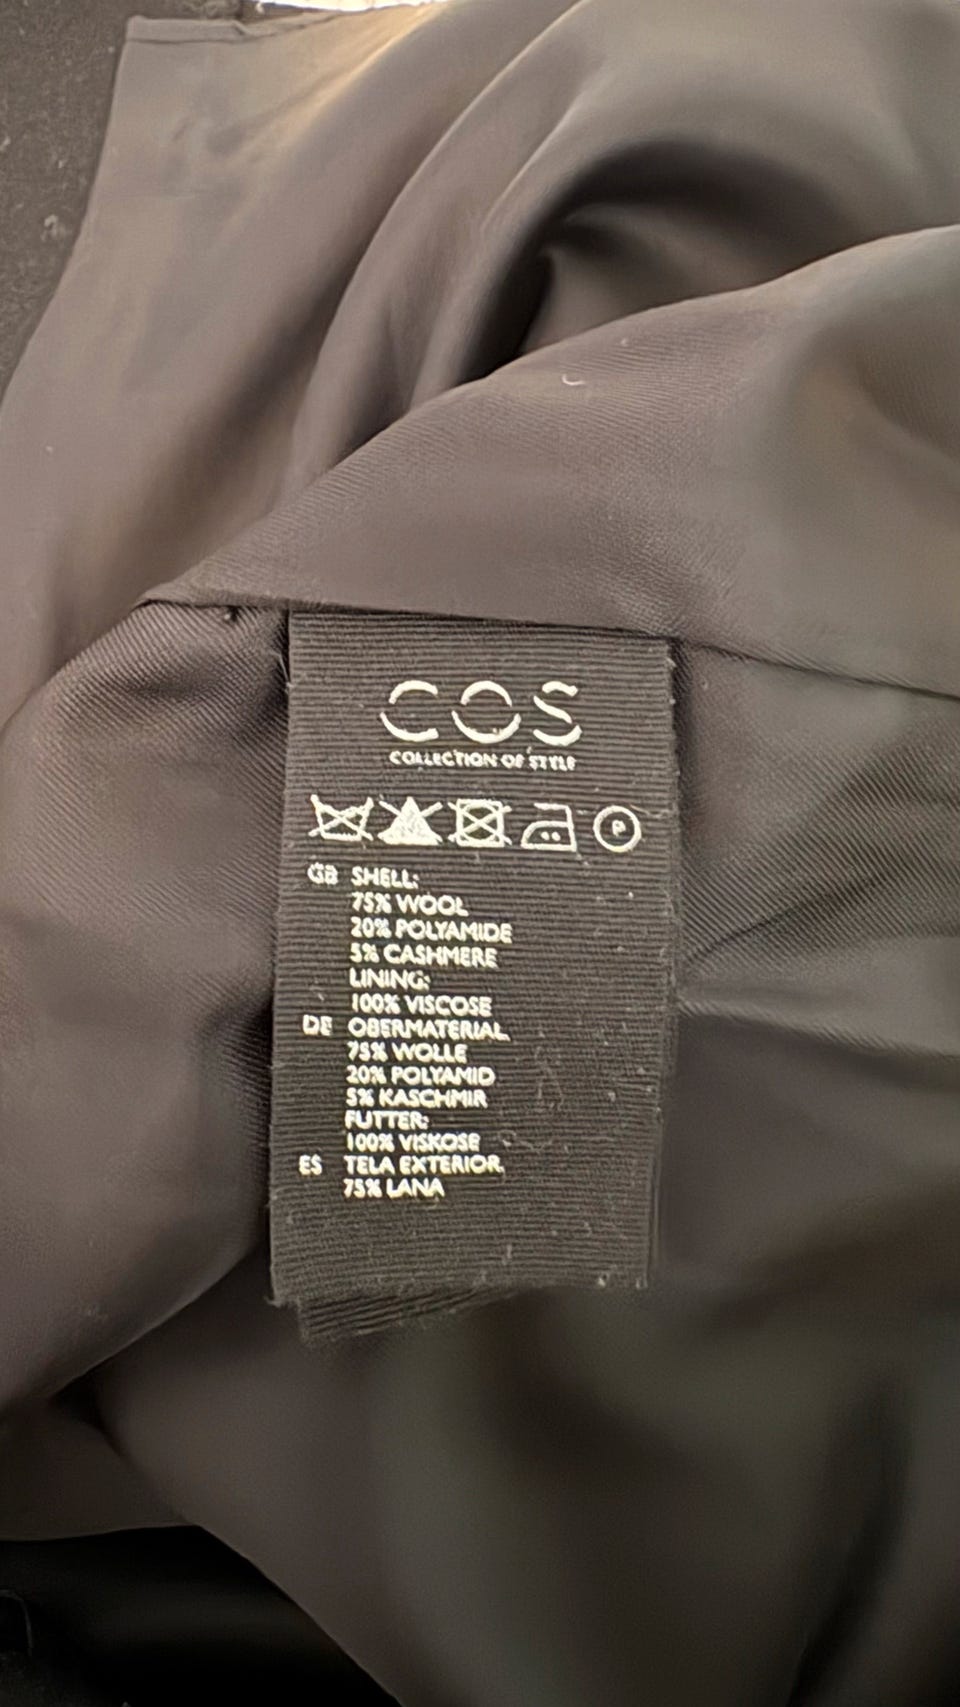 COS
COLLECTION OF STYLE
P
GB SHELL:
75% WOOL
20% POLYAMIDE
5% CASHMERE
LINING:
100% VISCOSE
DE OBERMATERIAL
75% WOLLE
20% POLYAMID
5% KASCHMIR
FUTTER:
100% VISKOSE
ES TELA EXTERIOR
75% LANA